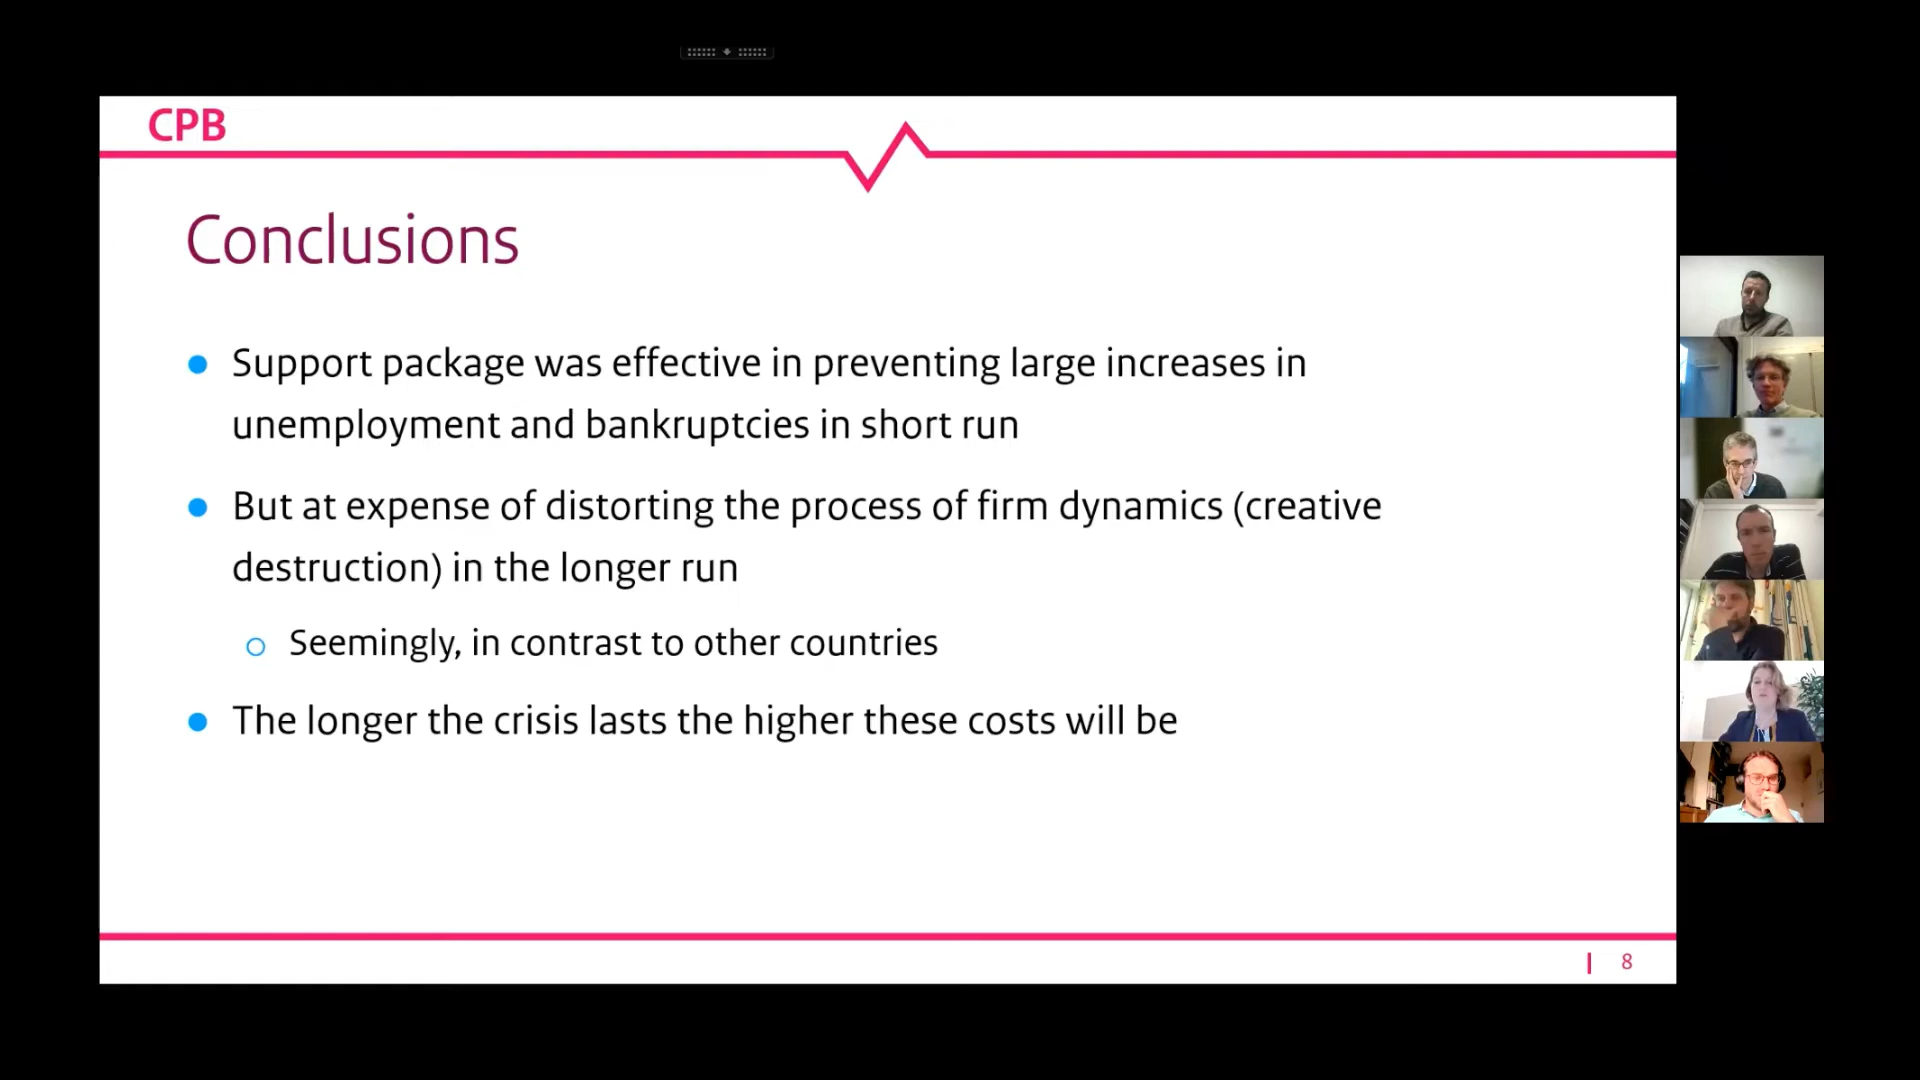 CPB
Conclusions
Support package was effective in preventing large increases in
unemployment and bankruptcies in short run
But at expense of distorting the process of firm dynamics (creative
destruction) in the longer run
Seemingly, in contrast to other countries
The longer the crisis lasts the higher these costs will be
8